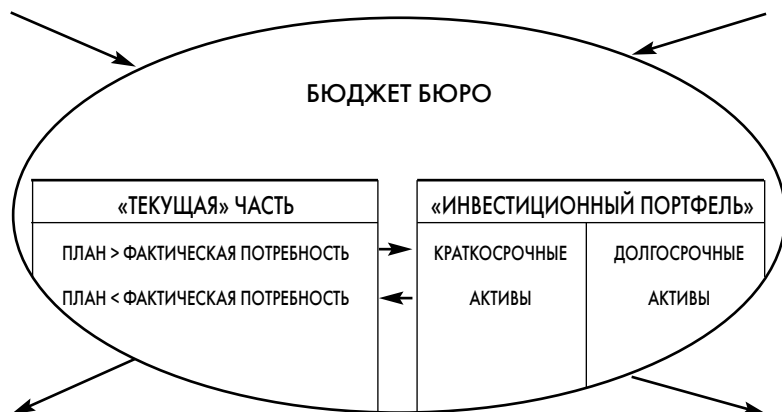 БЮДЖЕТ БЮРО
«ТЕКУЩАЯ» ЧАСТЬ
«ИНВЕСТИЦИОННЫЙ ПОРТФЕЛЬ»
ПЛАН > ФАКТИЧЕСКАЯ ПОТРЕБНОСТЬ
ПЛАН < ФАКТИЧЕСКАЯ ПОТРЕБНОСТЬ
КРАТКОСРОЧНЫЕ
АКТИВЫ
ДОЛГОСРОЧНЫЕ
АКТИВЫ